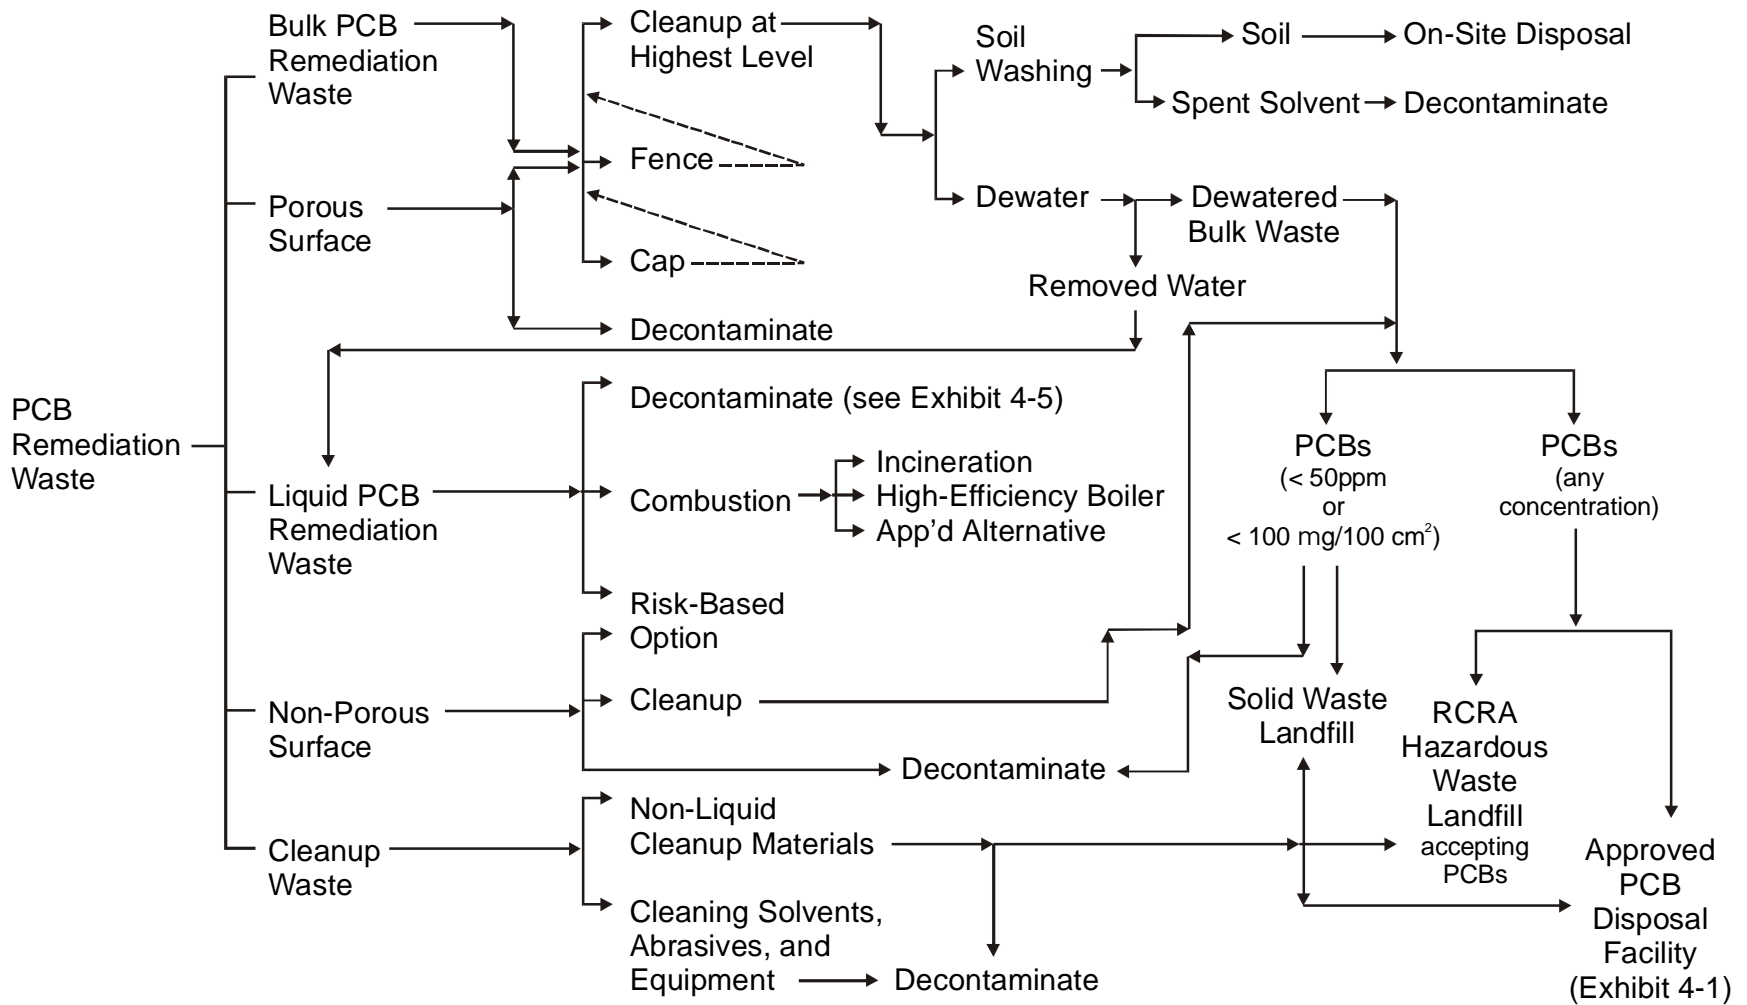 PCB
Remediation
Waste
Bulk PCB
Remediation
Waste
Porous
Surface
Liquid PCB
Remediation
Waste
Non-Porous
Surface
Cleanup
Waste
Cleanup at
Highest Level
Fence
Cap
Decontaminate
Decontaminate (see Exhibit 4-5)
Combustion
Incineration
High-Efficiency Boiler
App’d Alternative
Risk-Based
Option
Cleanup
Decontaminate
Non-Liquid
Cleanup Materials
Cleaning Solvents,
Abrasives, and
Equipment
Decontaminate
Soil
Washing
Soil
On-Site Disposal
Spent Solvent
Decontaminate
Dewater
Dewatered
Bulk Waste
Removed Water
PCBs
(< 50ppm
or
< 100 mg/100 cm²)
PCBs
(any
concentration)
Solid Waste
Landfill
RCRA
Hazardous
Waste
Landfill
accepting
PCBs
Approved
PCB
Disposal
Facility
(Exhibit 4-1)